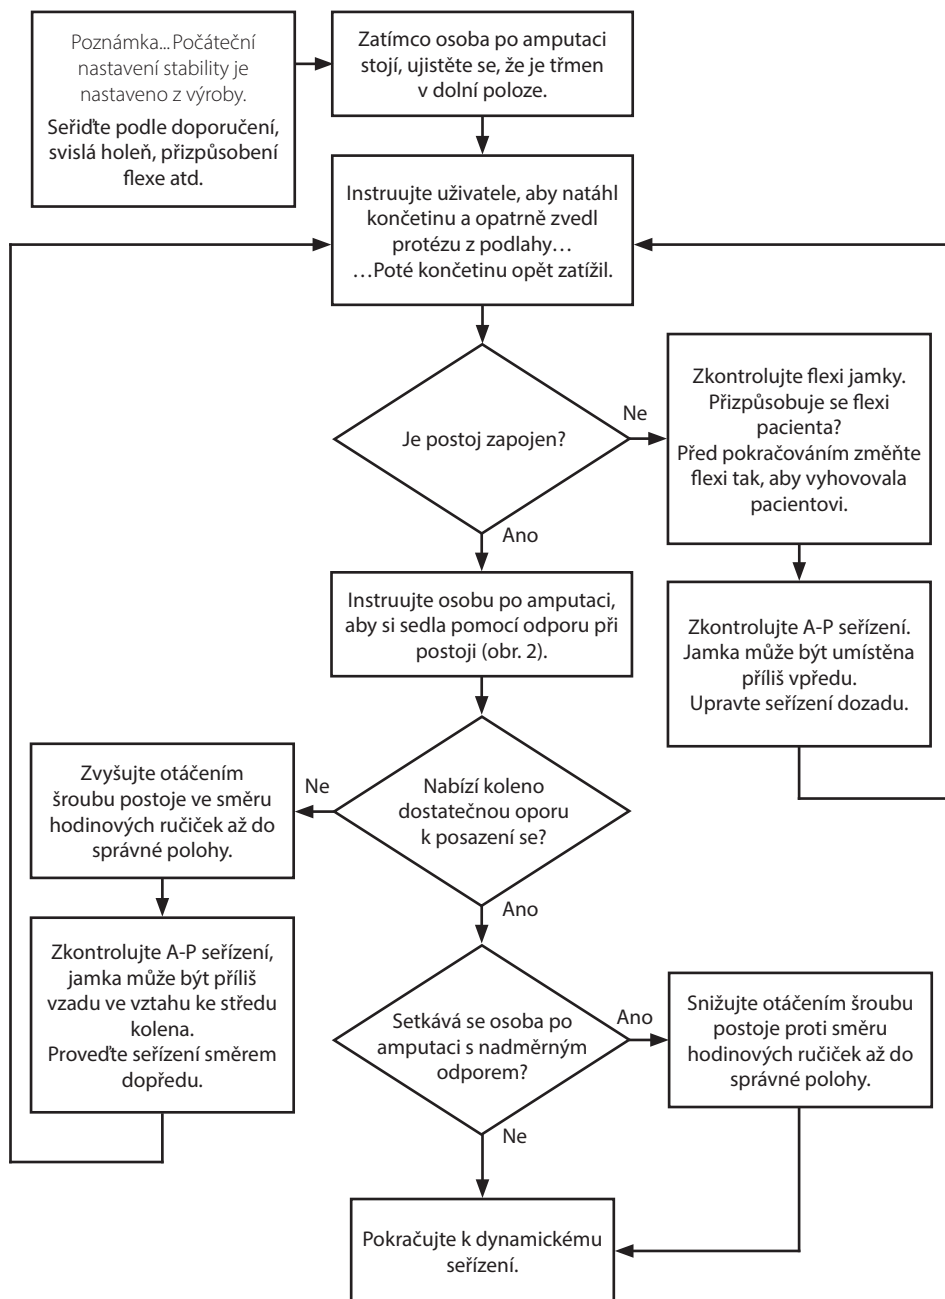 Poznámka... Počáteční
nastavení stability je
nastaveno z výroby.
Seřiďte podle doporučení,
svislá holeň, přizpůsobení
flexe atd.
Zatímco osoba po amputaci
stojí, ujistěte se, že je třmen
v dolní poloze.
Instruujte uživatele, aby natáhl
končetinu a opatrně zvedl
protézu z podlahy…
…Poté končetinu opět zatížil.
Je postoj zapojen?
Ne
Zkontrolujte flexi jamky.
Přizpůsobuje se flexi
pacienta?
Před pokračováním změňte
flexi tak, aby vyhovovala
pacientovi.
Zkontrolujte A-P seřízení.
Jamka může být umístěna
příliš vpředu.
Upravte seřízení dozadu.
Ano
Instruujte osobu po amputaci,
aby si sedla pomocí odporu při
postoji (obr. 2).
Nabízí koleno
dostatečnou oporu
k posazení se?
Ne
Zvyšujte otáčením
šroubu postoje ve směru
hodinových ručiček až do
správné polohy.
Zkontrolujte A-P seřízení,
jamka může být příliš
vzadu ve vztahu ke středu
kolena.
Proveďte seřízení směrem
dopředu.
Ano
Setkává se osoba po
amputaci s nadměrným
odporem?
Ano
Snižujte otáčením šroubu
postoje proti směru
hodinových ručiček až do
správné polohy.
Ne
Pokračujte k dynamickému
seřízení.